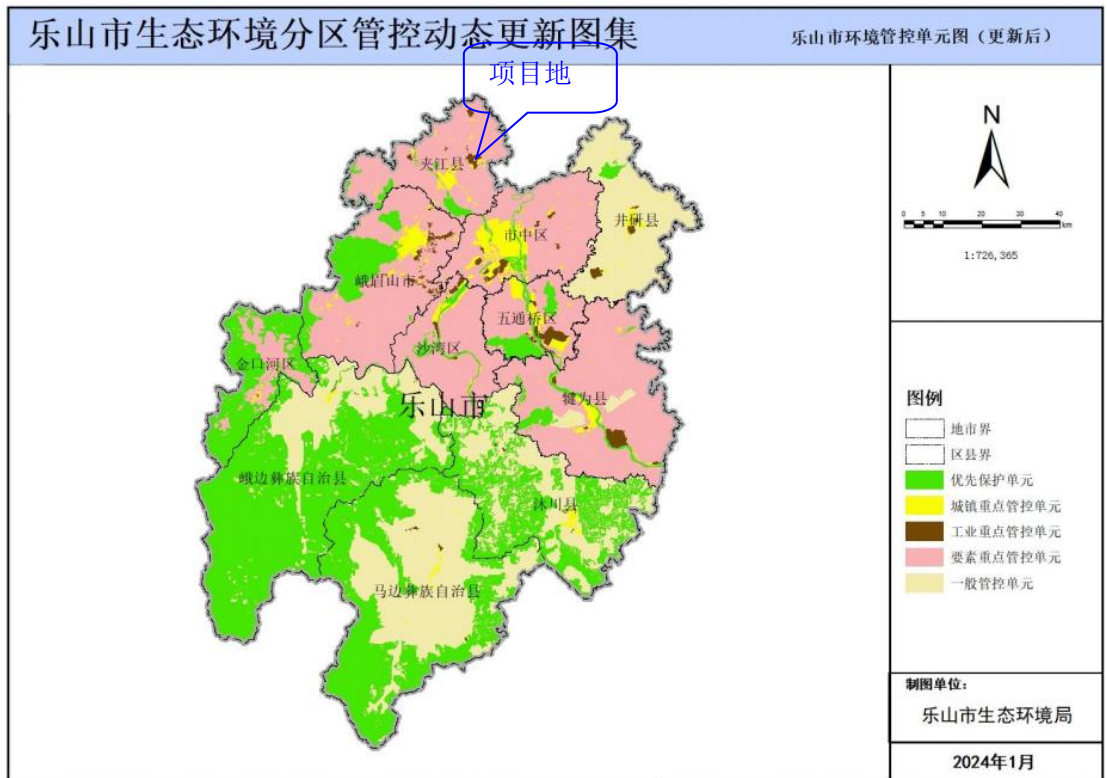 乐山市生态环境分区管控动态更新图集
乐山市环境管控单元图（更新后）
项目地
夹江县
井研县
市中区
峨眉山市
五通桥区
沙湾区
金口河区
乐山市
犍为县
峨边彝族自治县
沐川县
马边彝族自治县
N
0 5 10 20 30 40
km
1:726,365
图例
地市界
区县界
优先保护单元
城镇重点管控单元
工业重点管控单元
要素重点管控单元
一般管控单元
制图单位：
乐山市生态环境局
2024年1月